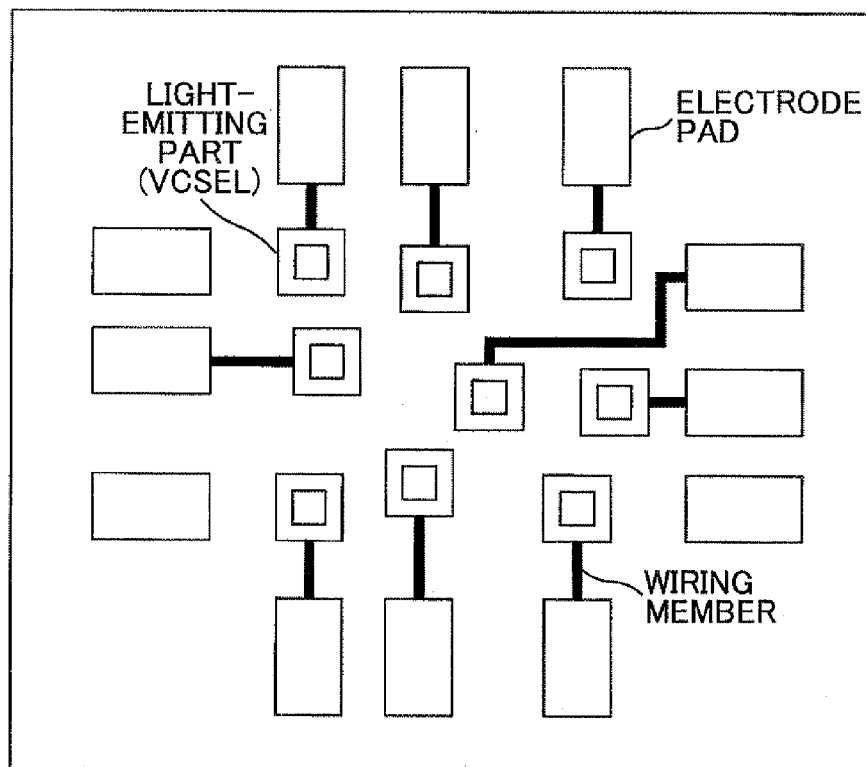 LIGHT-
EMITTING
PART
(VCSEL)
ELECTRODE
PAD
WIRING
MEMBER